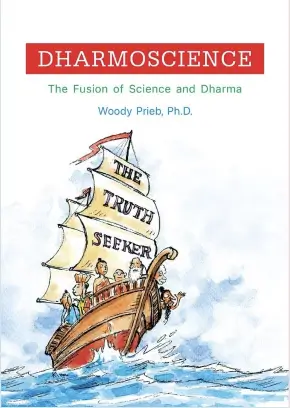 DHARMOSCIENCE
The Fusion of Science and Dharma
Woody Prieb, Ph.D.
THE
TRUTH
SEEKER